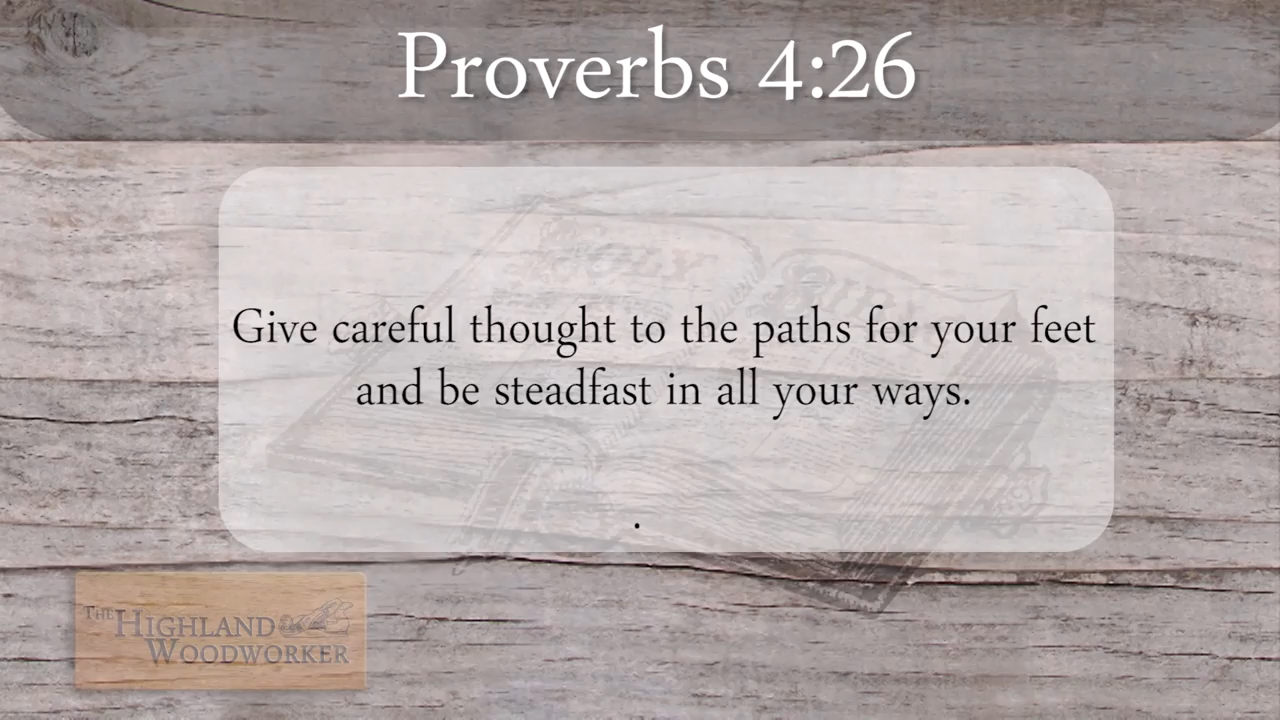 Proverbs 4:26
Give careful thought to the paths for your feet
and be steadfast in all your ways.
.
THE HIGHLAND
WOODWORKER